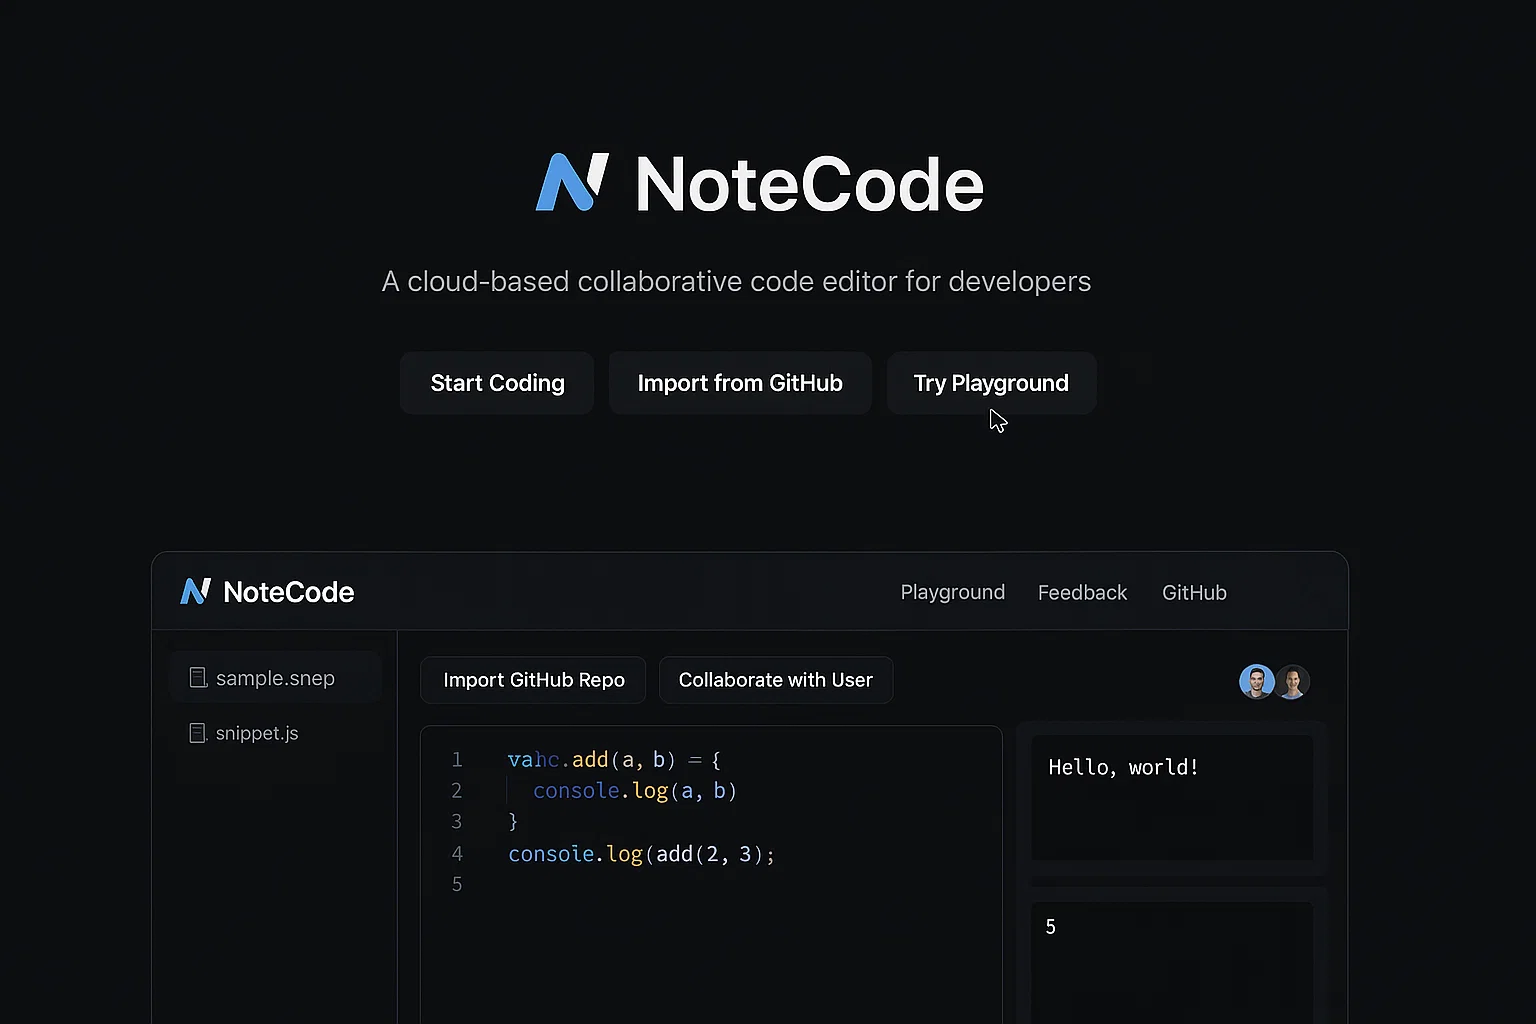 NoteCode
A cloud-based collaborative code editor for developers
Start Coding
Import from GitHub
Try Playground
NoteCode
Playground
Feedback
GitHub
sample.snep
snippet.js
Import GitHub Repo
Collaborate with User
1 vahc.add(a, b) = {
2 console.log(a, b)
3 }
4 console.log(add(2, 3);
5
Hello, world!
5